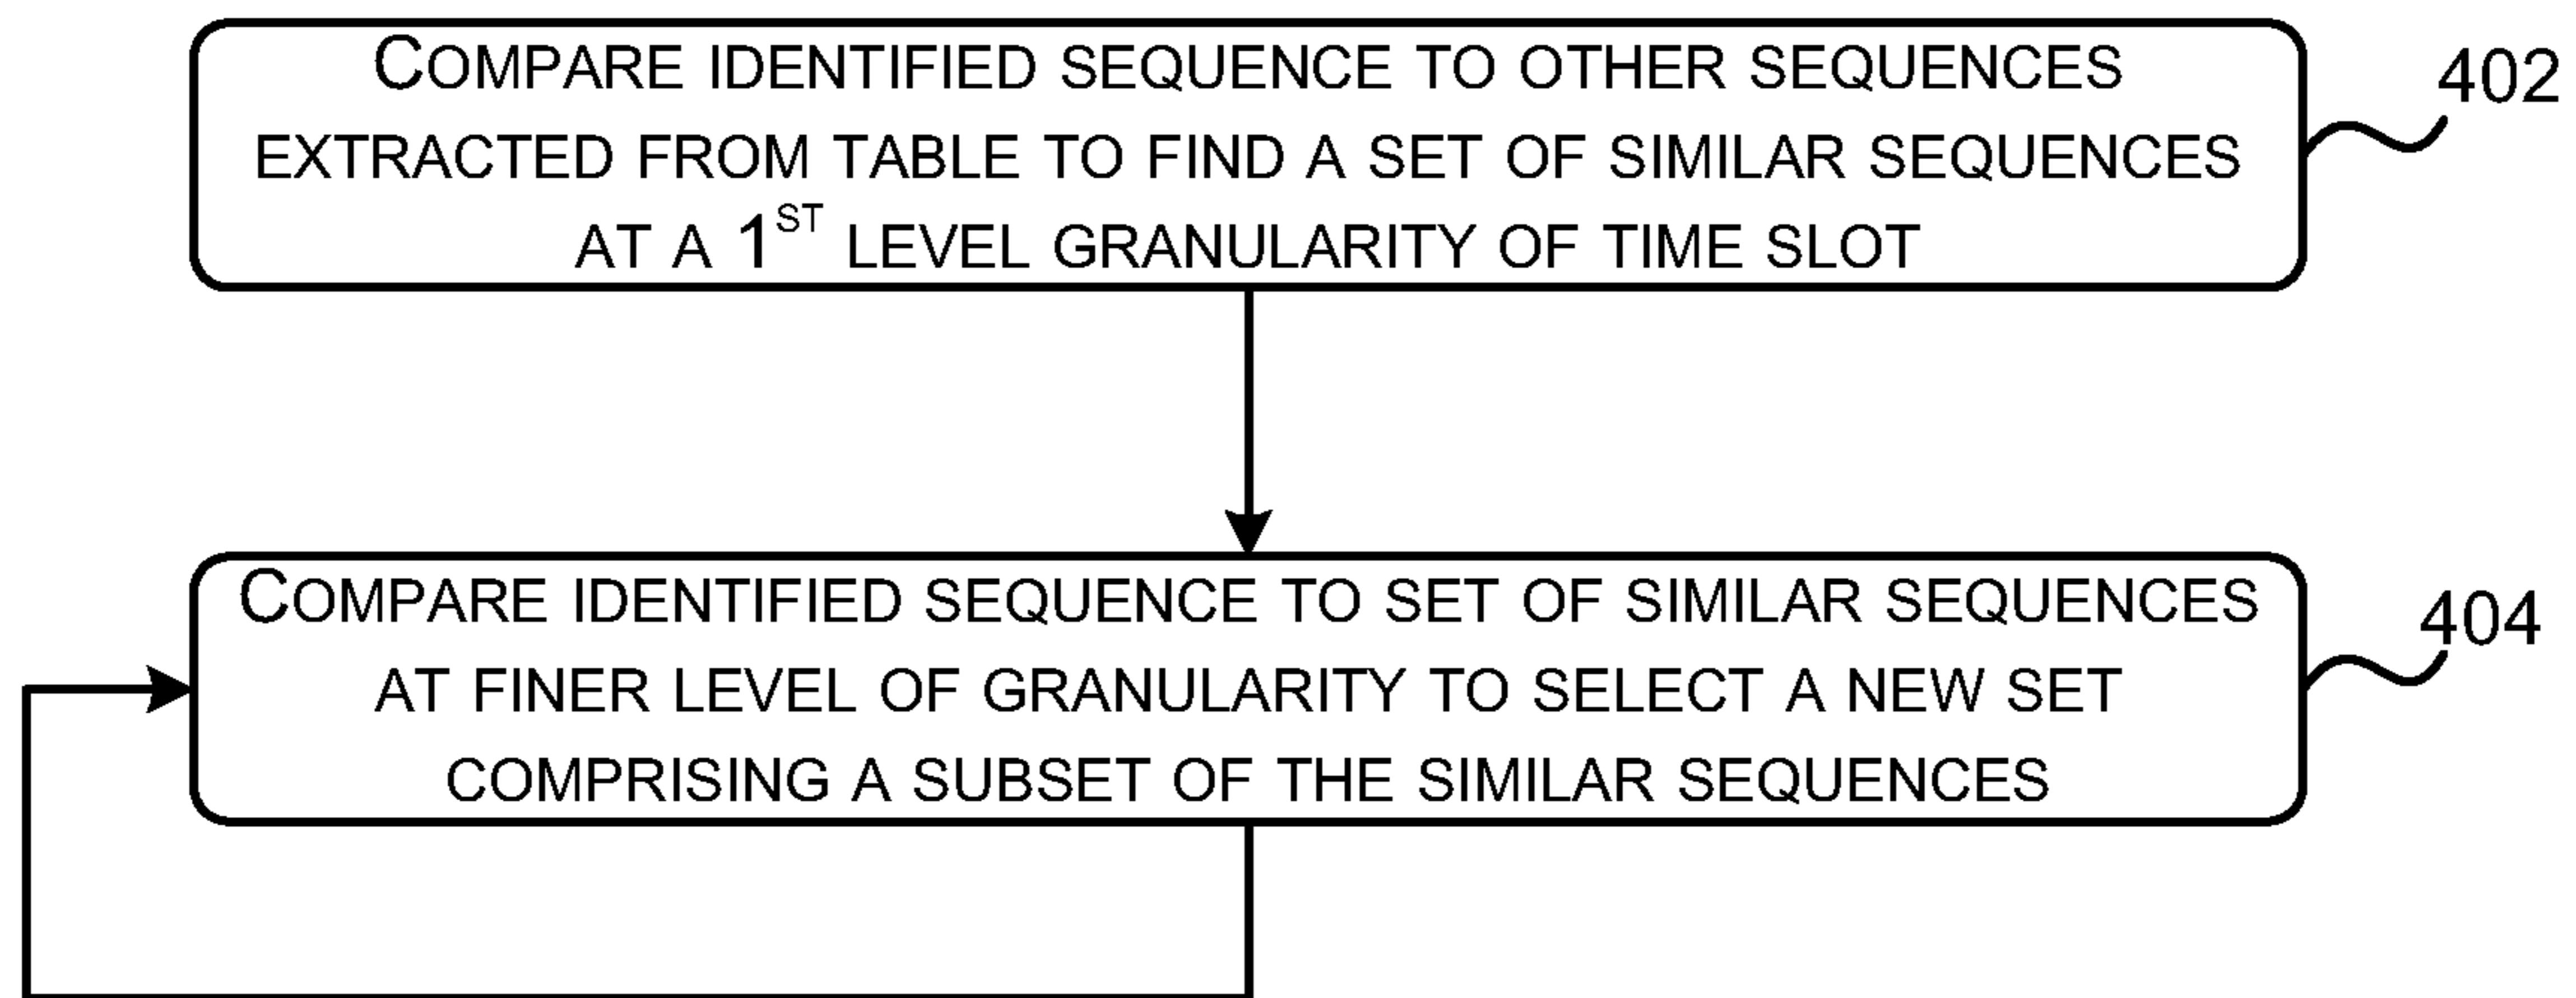 COMPARE IDENTIFIED SEQUENCE TO OTHER SEQUENCES
EXTRACTED FROM TABLE TO FIND A SET OF SIMILAR SEQUENCES
AT A 1ST LEVEL GRANULARITY OF TIME SLOT
402
COMPARE IDENTIFIED SEQUENCE TO SET OF SIMILAR SEQUENCES
AT FINER LEVEL OF GRANULARITY TO SELECT A NEW SET
COMPRISING A SUBSET OF THE SIMILAR SEQUENCES
404